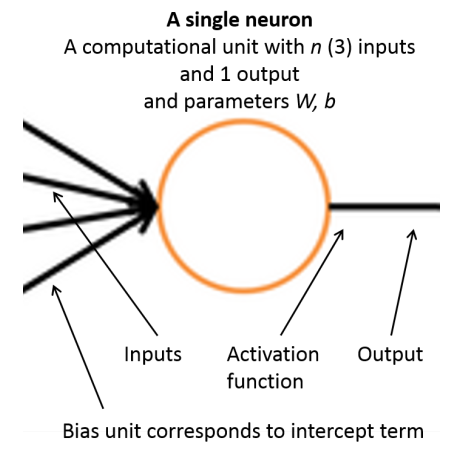 A single neuron
A computational unit with n (3) inputs
and 1 output
and parameters W, b
Inputs
Activation
function
Output
Bias unit corresponds to intercept term